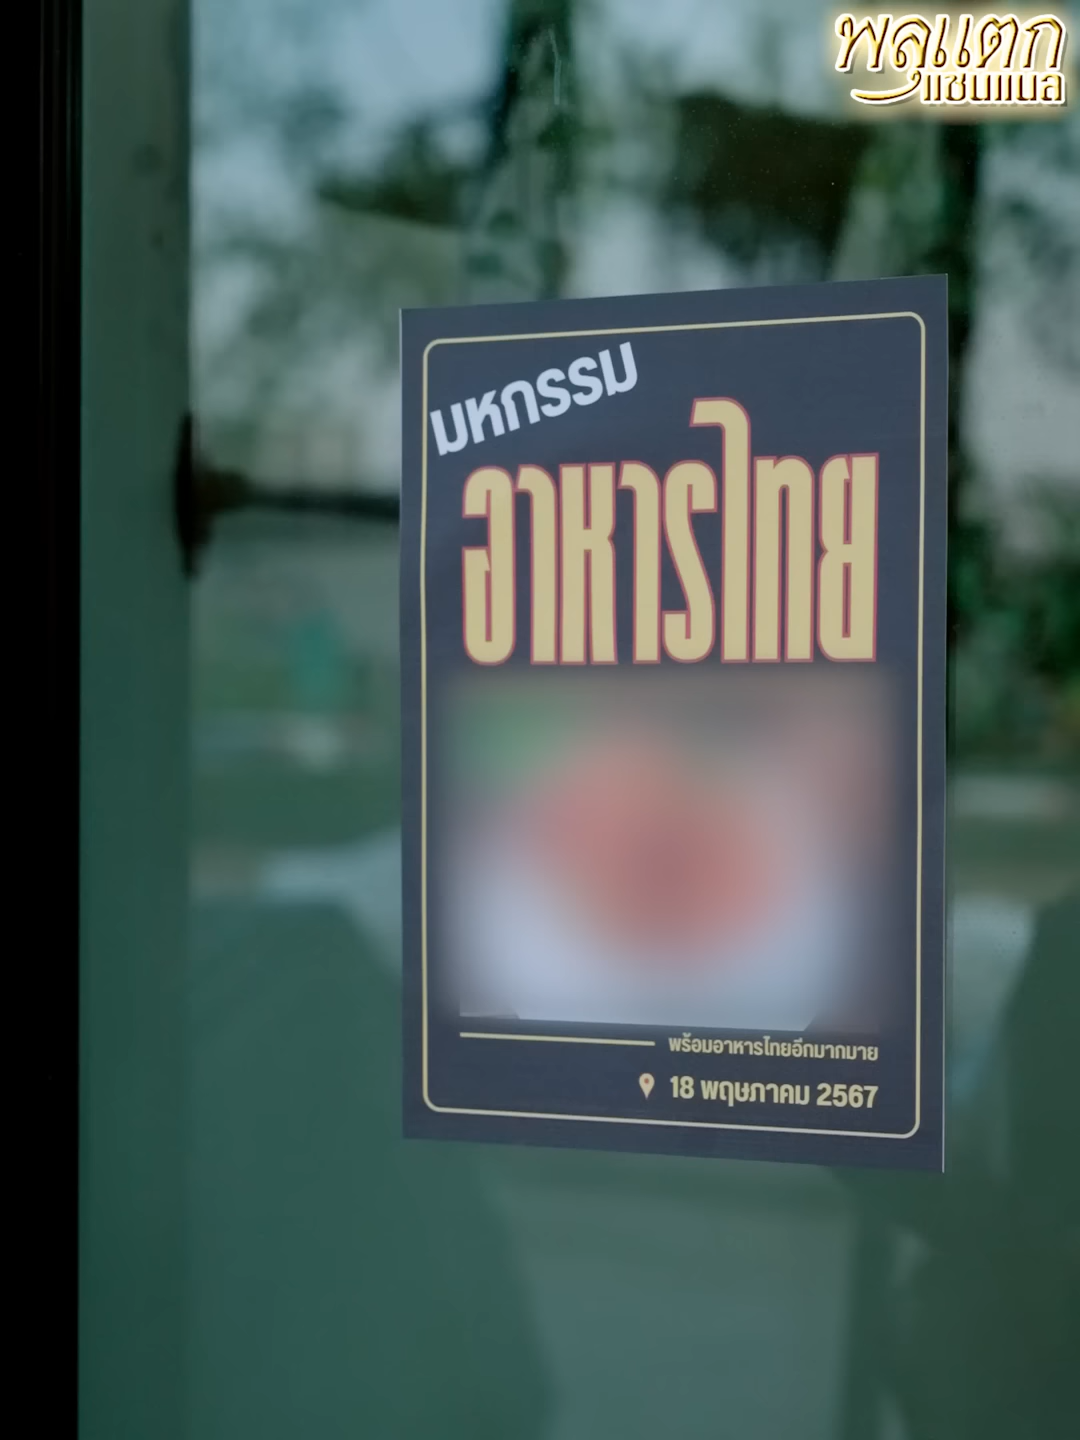 พลุแตก
แชนแนล
มหกรรม
อาหารไทย
พร้อมอาหารไทยอีกมากมาย
18 พฤษภาคม 2567